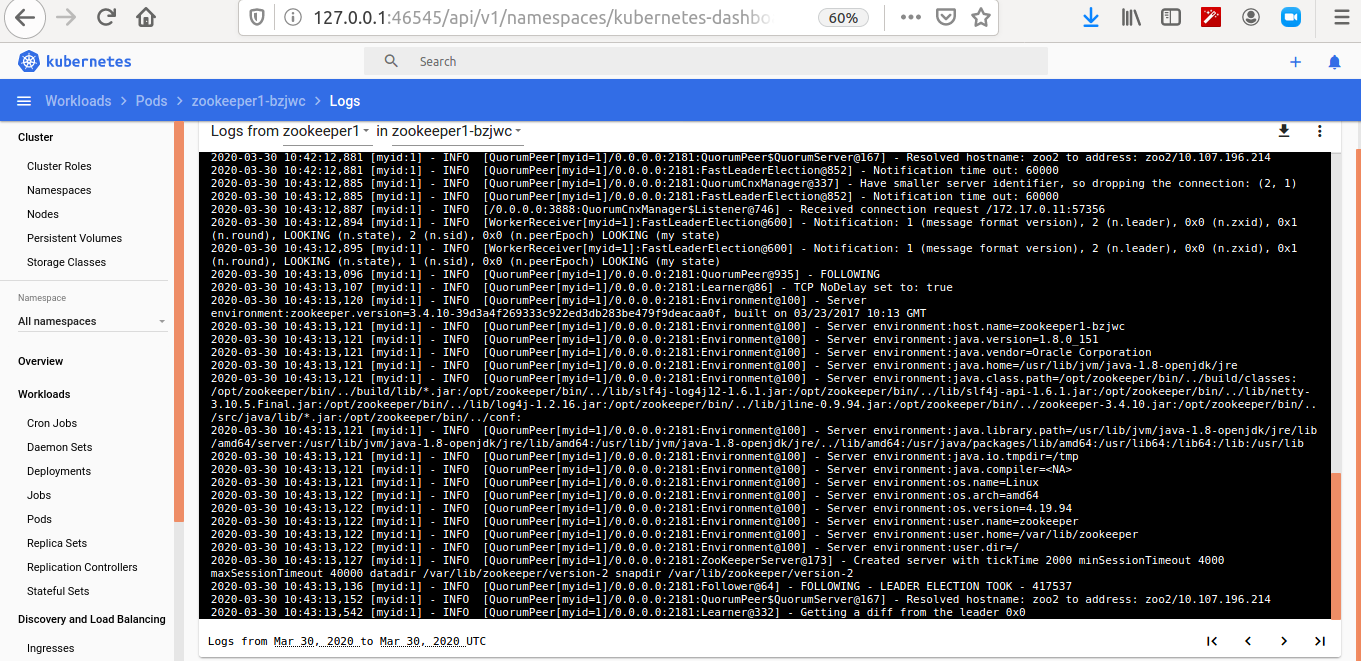 127.0.0.1:46545/api/v1/namespaces/kubernetes-dashbo
60%
kubernetes
Search
Workloads > Pods > zookeeper1-bzjwc > Logs
Cluster
Cluster Roles
Namespaces
Nodes
Persistent Volumes
Storage Classes
Namespace
All namespaces
Overview
Workloads
Cron Jobs
Daemon Sets
Deployments
Jobs
Pods
Replica Sets
Replication Controllers
Stateful Sets
Discovery and Load Balancing
Ingresses
Logs from zookeeper1 in zookeeper1-bzjwc
2020-03-30 10:42:12,881 [myid:1] - INFO [QuorumPeer[myid=1]/0.0.0.0:2181:QuorumPeer$QuorumServer@167] - Resolved hostname: zoo2 to address: zoo2/10.107.196.214
2020-03-30 10:42:12,881 [myid:1] - INFO [QuorumPeer[myid=1]/0.0.0.0:2181:FastLeaderElection@852] - Notification time out: 60000
2020-03-30 10:43:12,885 [myid:1] - INFO [QuorumPeer[myid=1]/0.0.0.0:2181:QuorumCnxManager@337] - Have smaller server identifier, so dropping the connection: (2, 1)
2020-03-30 10:43:12,885 [myid:1] - INFO [QuorumPeer[myid=1]/0.0.0.0:2181:FastLeaderElection@852] - Notification time out: 60000
2020-03-30 10:43:12,887 [myid:1] - INFO [/0.0.0.0:3888:QuorumCnxManager$Listener@746] - Received connection request /172.17.0.11:57356
2020-03-30 10:43:12,894 [myid:1] - INFO [WorkerReceiver[myid=1]:FastLeaderElection@600] - Notification: 1 (message format version), 2 (n.leader), 0x0 (n.zxid), 0x1
(n.round), LOOKING (n.state), 2 (n.sid), 0x0 (n.peerEpoch) LOOKING (my state)
2020-03-30 10:43:12,895 [myid:1] - INFO [WorkerReceiver[myid=1]:FastLeaderElection@600] - Notification: 1 (message format version), 2 (n.leader), 0x0 (n.zxid), 0x1
(n.round), LOOKING (n.state), 1 (n.sid), 0x0 (n.peerEpoch) LOOKING (my state)
2020-03-30 10:43:13,096 [myid:1] - INFO [QuorumPeer[myid=1]/0.0.0.0:2181:QuorumPeer@935] - FOLLOWING
2020-03-30 10:43:13,107 [myid:1] - INFO [QuorumPeer[myid=1]/0.0.0.0:2181:Learner@86] - TCP NoDelay set to: true
2020-03-30 10:43:13,120 [myid:1] - INFO [QuorumPeer[myid=1]/0.0.0.0:2181:Environment@100] - Server
environment:zookeeper.version=3.4.10-39d3a4f269333c922ed3db283be479f9deacaa0f, built on 03/23/2017 10:13 GMT
2020-03-30 10:43:13,121 [myid:1] - INFO [QuorumPeer[myid=1]/0.0.0.0:2181:Environment@100] - Server environment:host.name=zookeeper1-bzjwc
2020-03-30 10:43:13,121 [myid:1] - INFO [QuorumPeer[myid=1]/0.0.0.0:2181:Environment@100] - Server environment:java.version=1.8.0_151
2020-03-30 10:43:13,121 [myid:1] - INFO [QuorumPeer[myid=1]/0.0.0.0:2181:Environment@100] - Server environment:java.vendor=Oracle Corporation
2020-03-30 10:43:13,121 [myid:1] - INFO [QuorumPeer[myid=1]/0.0.0.0:2181:Environment@100] - Server environment:java.home=/usr/lib/jvm/java-1.8-openjdk/jre
2020-03-30 10:43:13,121 [myid:1] - INFO [QuorumPeer[myid=1]/0.0.0.0:2181:Environment@100] - Server environment:java.class.path=/opt/zookeeper/bin/../build/classes:
/opt/zookeeper/bin/../build/lib/*.jar:/opt/zookeeper/bin/../lib/slf4j-log4j12-1.6.1.jar:/opt/zookeeper/bin/../lib/slf4j-api-1.6.1.jar:/opt/zookeeper/bin/../lib/netty-
3.10.5.Final.jar:/opt/zookeeper/bin/../lib/log4j-1.2.16.jar:/opt/zookeeper/bin/../lib/jline-0.9.94.jar:/opt/zookeeper/bin/../zookeeper-3.4.10.jar:/opt/zookeeper/bin/..
/src/java/lib/*.jar:/opt/zookeeper/bin/../conf:
2020-03-30 10:43:13,121 [myid:1] - INFO [QuorumPeer[myid=1]/0.0.0.0:2181:Environment@100] - Server environment:java.library.path=/usr/lib/jvm/java-1.8-openjdk/jre/lib
/amd64/server:/usr/lib/jvm/java-1.8-openjdk/jre/lib/amd64:/usr/lib/jvm/java-1.8-openjdk/jre/../lib/amd64:/usr/java/packages/lib/amd64:/usr/lib64:/lib64:/lib:/usr/lib
2020-03-30 10:43:13,121 [myid:1] - INFO [QuorumPeer[myid=1]/0.0.0.0:2181:Environment@100] - Server environment:java.io.tmpdir=/tmp
2020-03-30 10:43:13,121 [myid:1] - INFO [QuorumPeer[myid=1]/0.0.0.0:2181:Environment@100] - Server environment:java.compiler=<NA>
2020-03-30 10:43:13,121 [myid:1] - INFO [QuorumPeer[myid=1]/0.0.0.0:2181:Environment@100] - Server environment:os.name=Linux
2020-03-30 10:43:13,122 [myid:1] - INFO [QuorumPeer[myid=1]/0.0.0.0:2181:Environment@100] - Server environment:os.arch=amd64
2020-03-30 10:43:13,122 [myid:1] - INFO [QuorumPeer[myid=1]/0.0.0.0:2181:Environment@100] - Server environment:os.version=4.19.94
2020-03-30 10:43:13,122 [myid:1] - INFO [QuorumPeer[myid=1]/0.0.0.0:2181:Environment@100] - Server environment:user.name=zookeeper
2020-03-30 10:43:13,122 [myid:1] - INFO [QuorumPeer[myid=1]/0.0.0.0:2181:Environment@100] - Server environment:user.home=/var/lib/zookeeper
2020-03-30 10:43:13,122 [myid:1] - INFO [QuorumPeer[myid=1]/0.0.0.0:2181:Environment@100] - Server environment:user.dir=/
2020-03-30 10:43:13,127 [myid:1] - INFO [QuorumPeer[myid=1]/0.0.0.0:2181:ZooKeeperServer@173] - Created server with tickTime 2000 minSessionTimeout 4000
maxSessionTimeout 40000 datadir /var/lib/zookeeper/version-2 snapdir /var/lib/zookeeper/version-2
2020-03-30 10:43:13,136 [myid:1] - INFO [QuorumPeer[myid=1]/0.0.0.0:2181:Follower@64] - FOLLOWING - LEADER ELECTION TOOK - 417537
2020-03-30 10:43:13,152 [myid:1] - INFO [QuorumPeer[myid=1]/0.0.0.0:2181:QuorumPeer$QuorumServer@167] - Resolved hostname: zoo2 to address: zoo2/10.107.196.214
2020-03-30 10:43:13,542 [myid:1] - INFO [QuorumPeer[myid=1]/0.0.0.0:2181:Learner@332] - Getting a diff from the leader 0x0
Logs from Mar 30, 2020 to Mar 30, 2020 UTC